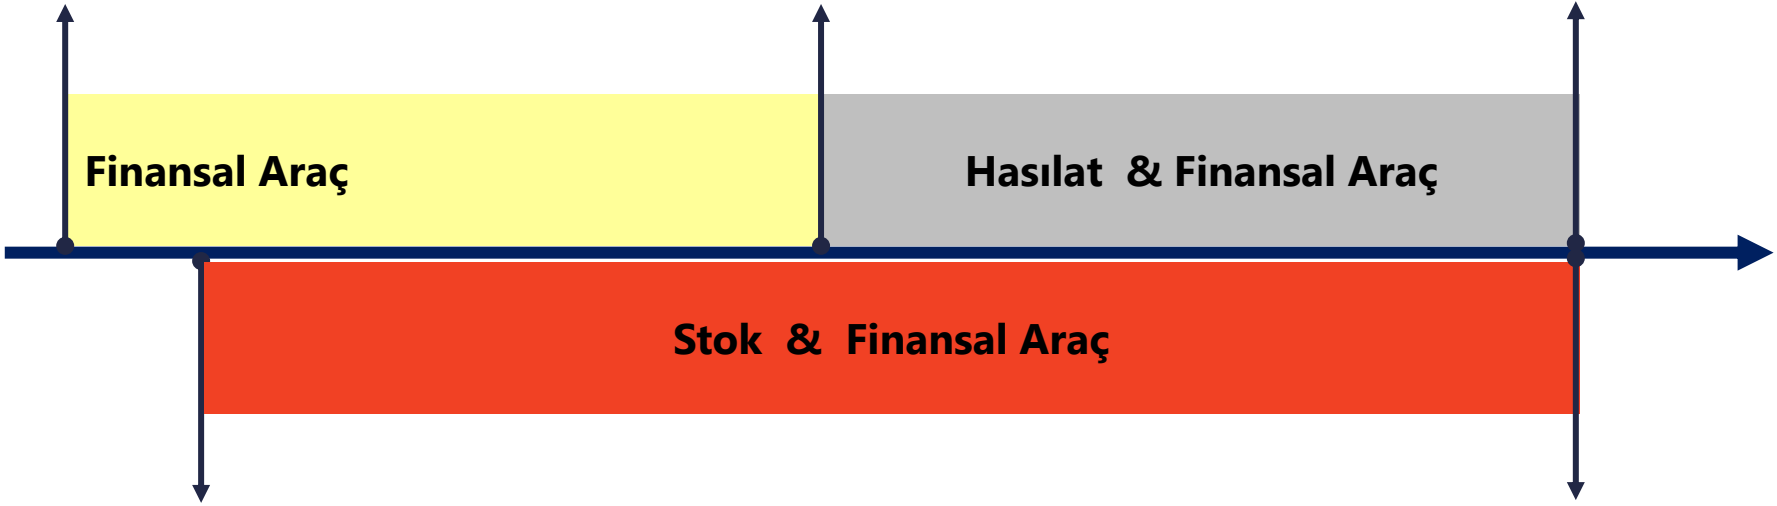 Finansal Araç
Hasılat & Finansal Araç
Stok & Finansal Araç